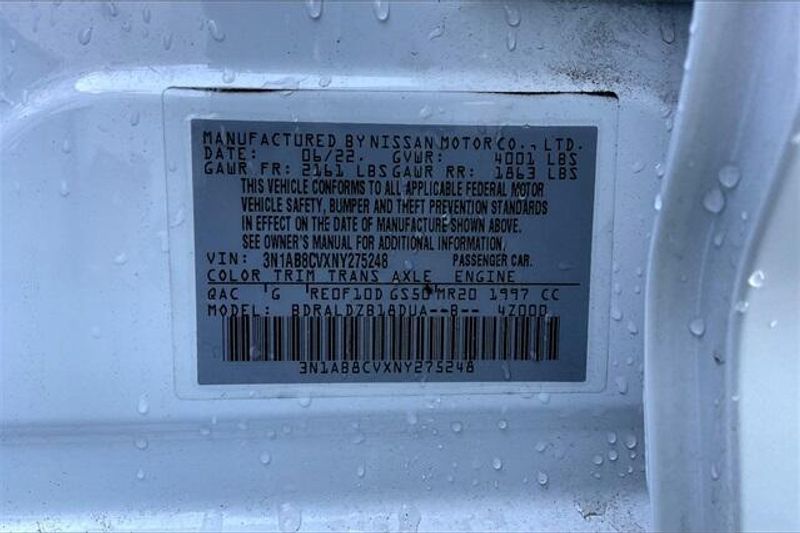 MANUFACTURED BY NISSAN MOTOR CO., LTD.
DATE: 06/22. GVWR: 4001 LBS
GAWR FR: 2161 LBS GAWR RR: 1863 LBS
THIS VEHICLE CONFORMS TO ALL APPLICABLE FEDERAL MOTOR
VEHICLE SAFETY, BUMPER AND THEFT PREVENTION STANDARDS
IN EFFECT ON THE DATE OF MANUFACTURE SHOWN ABOVE.
SEE OWNER'S MANUAL FOR ADDITIONAL INFORMATION.
VIN: 3N1AB8CVXNY275248 PASSENGER CAR.
COLOR TRIM TRANS AXLE ENGINE
QAC G RE0F10D GS50 MR20 1997 CC
MODEL: BDRALDZB18DUA--B-- 4Z000
3N1AB8CVXNY275248